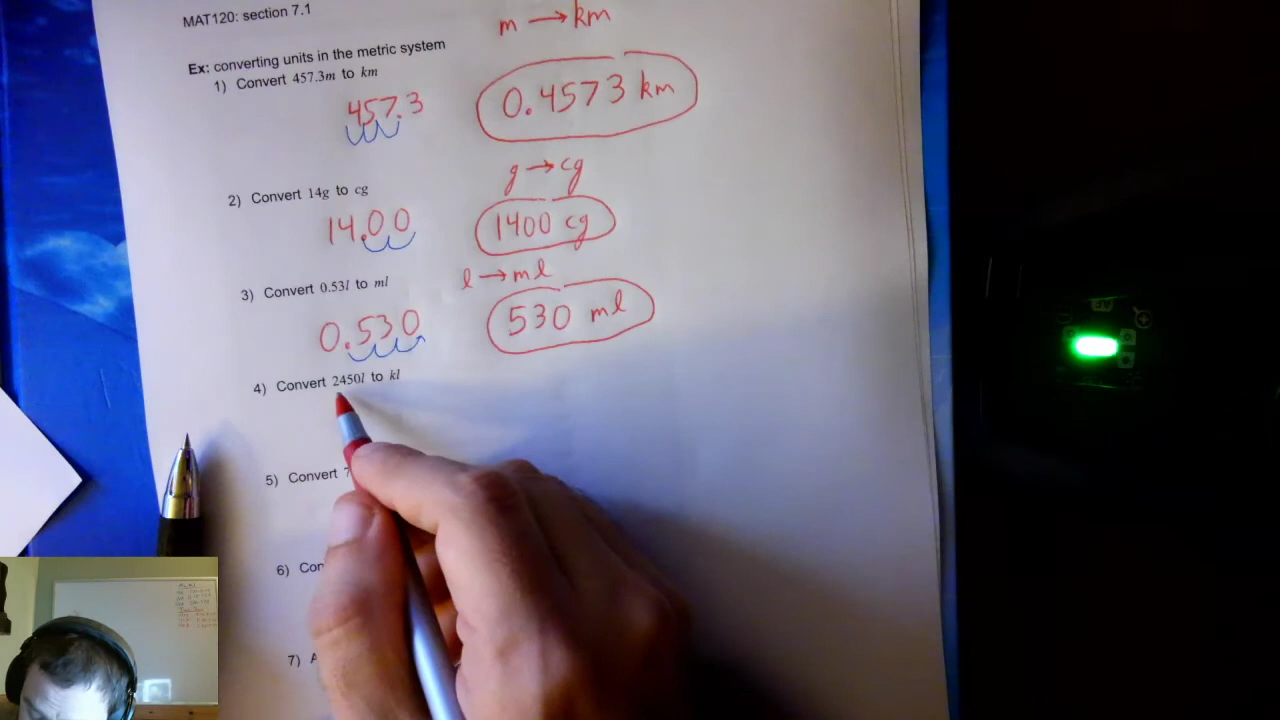 MAT120: section 7.1
m → km
Ex: converting units in the metric system
1) Convert 457.3m to km
457.3
0.4573 km
g → cg
2) Convert 14g to cg
14.00
1400 cg
l → ml
3) Convert 0.53l to ml
0.530
530 ml
4) Convert 2450l to kl
5) Convert 7
6) Con
7) A